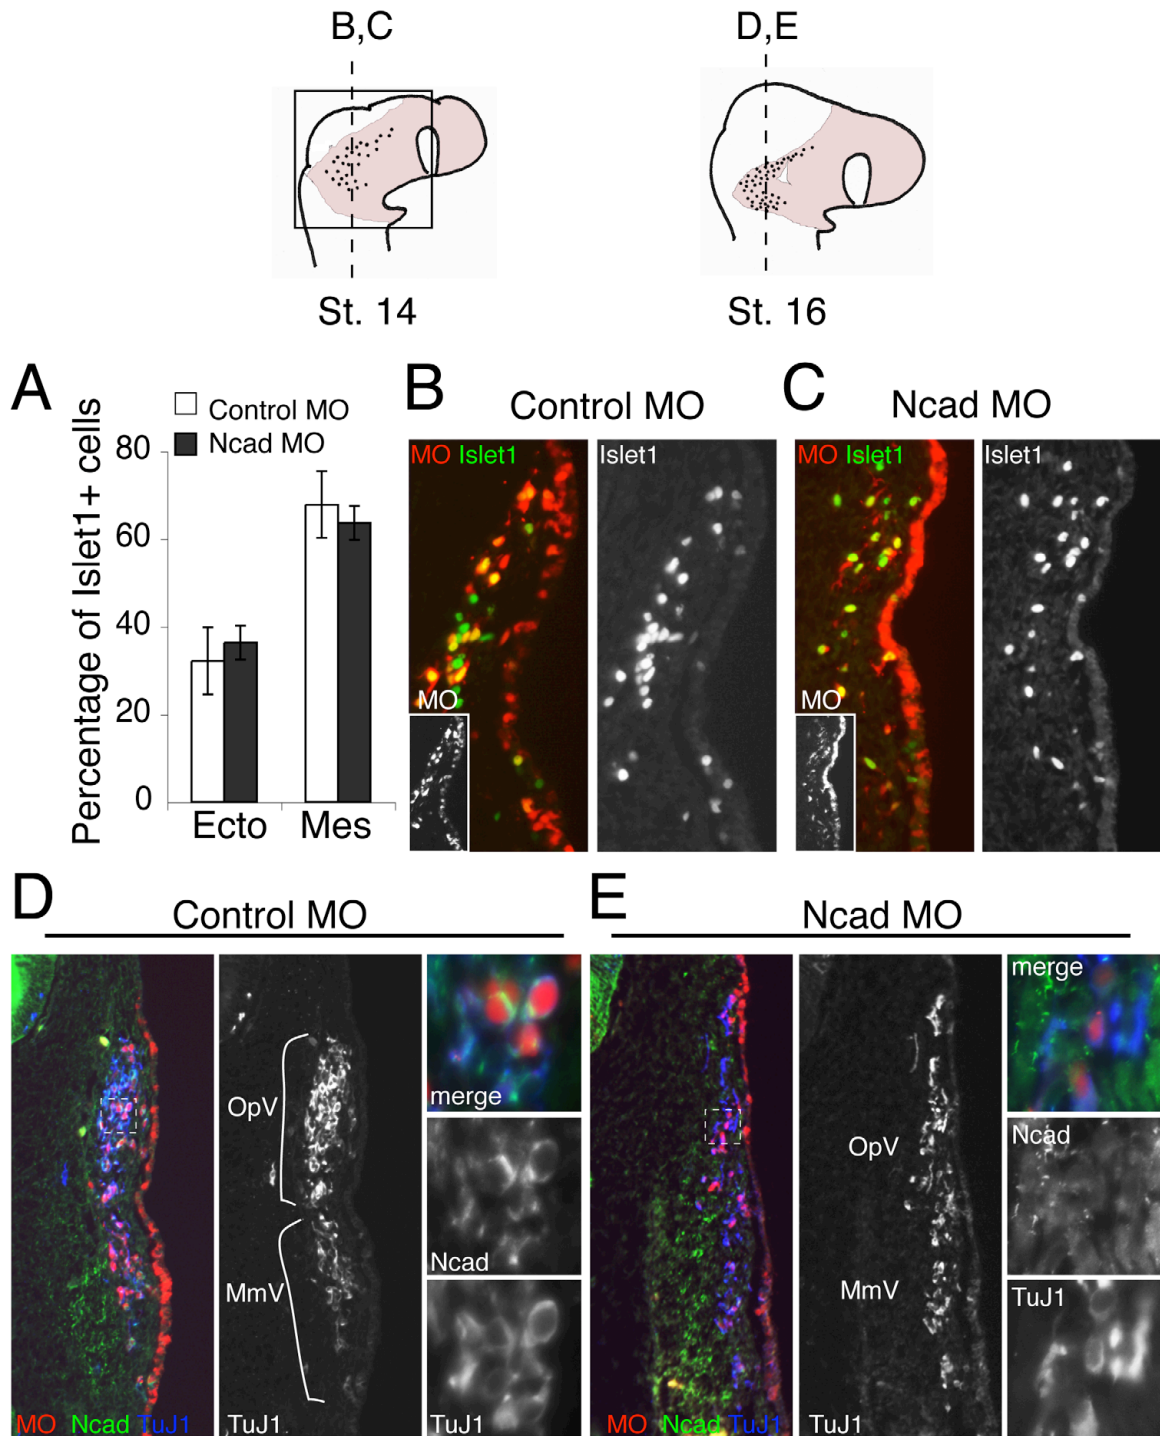 B,C
D,E
St. 14
St. 16
A
Percentage of Islet1+ cells
Control MO
Ncad MO
80
60
40
20
0
Ecto
Mes
B
Control MO
MO Islet1
Islet1
MO
C
Ncad MO
MO Islet1
Islet1
MO
D
Control MO
OpV
MmV
MO Ncad TuJ1
TuJ1
merge
Ncad
TuJ1
E
Ncad MO
OpV
MmV
MO Ncad TuJ1
TuJ1
merge
Ncad
TuJ1